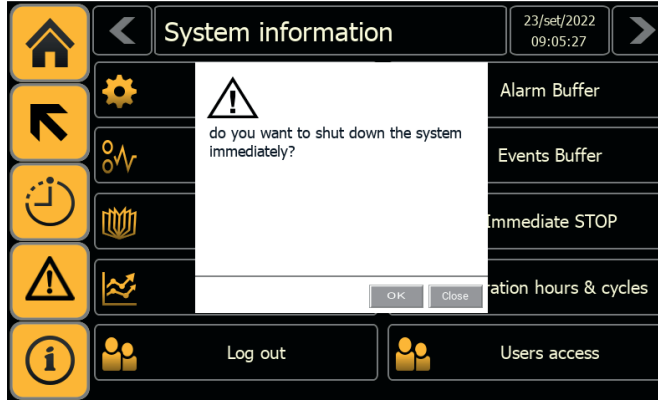 System information
23/set/2022
09:05:27
Alarm Buffer
do you want to shut down the system
immediately?
Events Buffer
Immediate STOP
ration hours & cycles
OK
Close
Log out
Users access